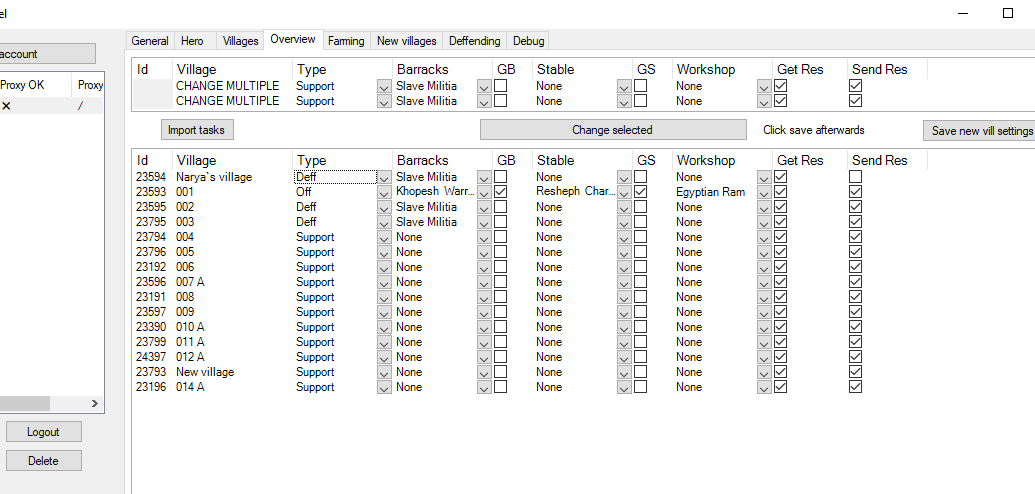 el
account
Proxy OK Proxy
/
Logout
Delete
General Hero Villages Overview Farming New villages Deffending Debug
Id Village Type Barracks GB Stable GS Workshop Get Res Send Res
CHANGE MULTIPLE Support Slave Militia None None
CHANGE MULTIPLE Support Slave Militia None None
Import tasks Change selected Click save afterwards Save new vill settings
Id Village Type Barracks GB Stable GS Workshop Get Res Send Res
23594 Narya`s village Deff Slave Militia None None
23593 001 Off Khopesh Warr... Resheph Char... Egyptian Ram
23595 002 Deff Slave Militia None None
23795 003 Deff Slave Militia None None
23794 004 Support None None None
23796 005 Support None None None
23192 006 Support None None None
23596 007 A Support None None None
23191 008 Support None None None
23597 009 Support None None None
23390 010 A Support None None None
23799 011 A Support None None None
24397 012 A Support None None None
23793 New village Support None None None
23196 014 A Support None None None